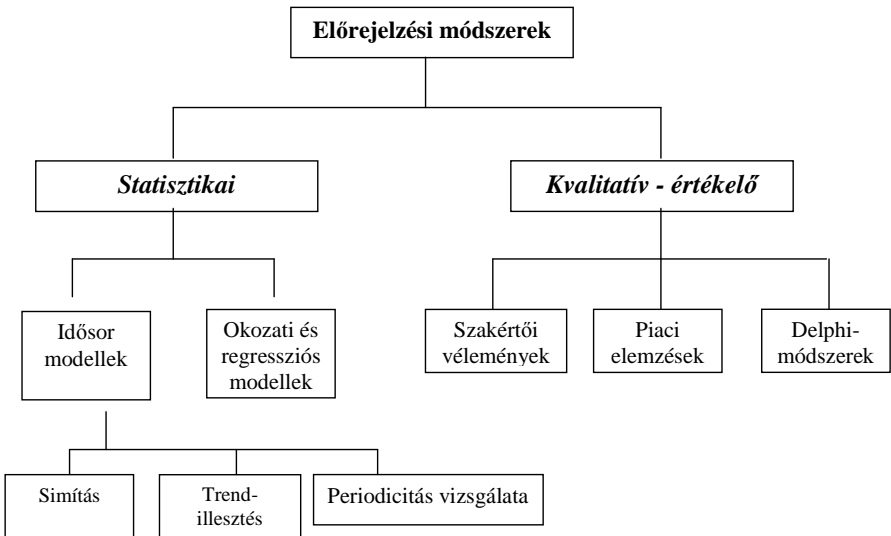 Előrejelzési módszerek
Statisztikai
Kvalitatív - értékelő
Idősor
modellek
Okozati és
regressziós
modellek
Szakértői
vélemények
Piaci
elemzések
Delphi-
módszerek
Simítás
Trend-
illesztés
Periodicitás vizsgálata